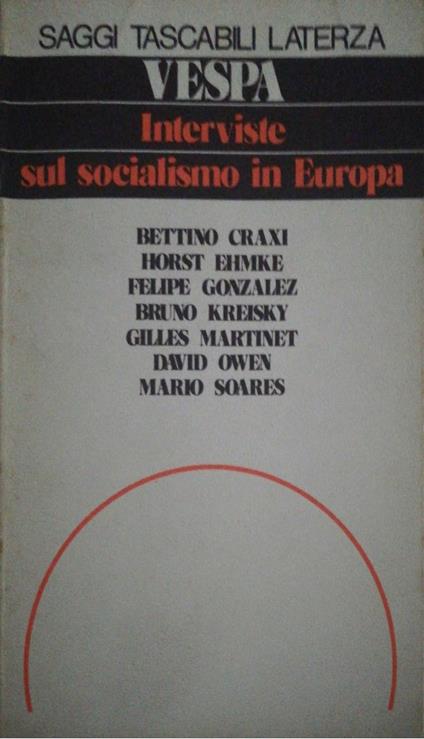 SAGGI TASCABILI LATERZA
VESPA
Interviste
sul socialismo in Europa
BETTINO CRAXI
HORST EHMKE
FELIPE GONZALEZ
BRUNO KREISKY
GILLES MARTINET
DAVID OWEN
MARIO SOARES